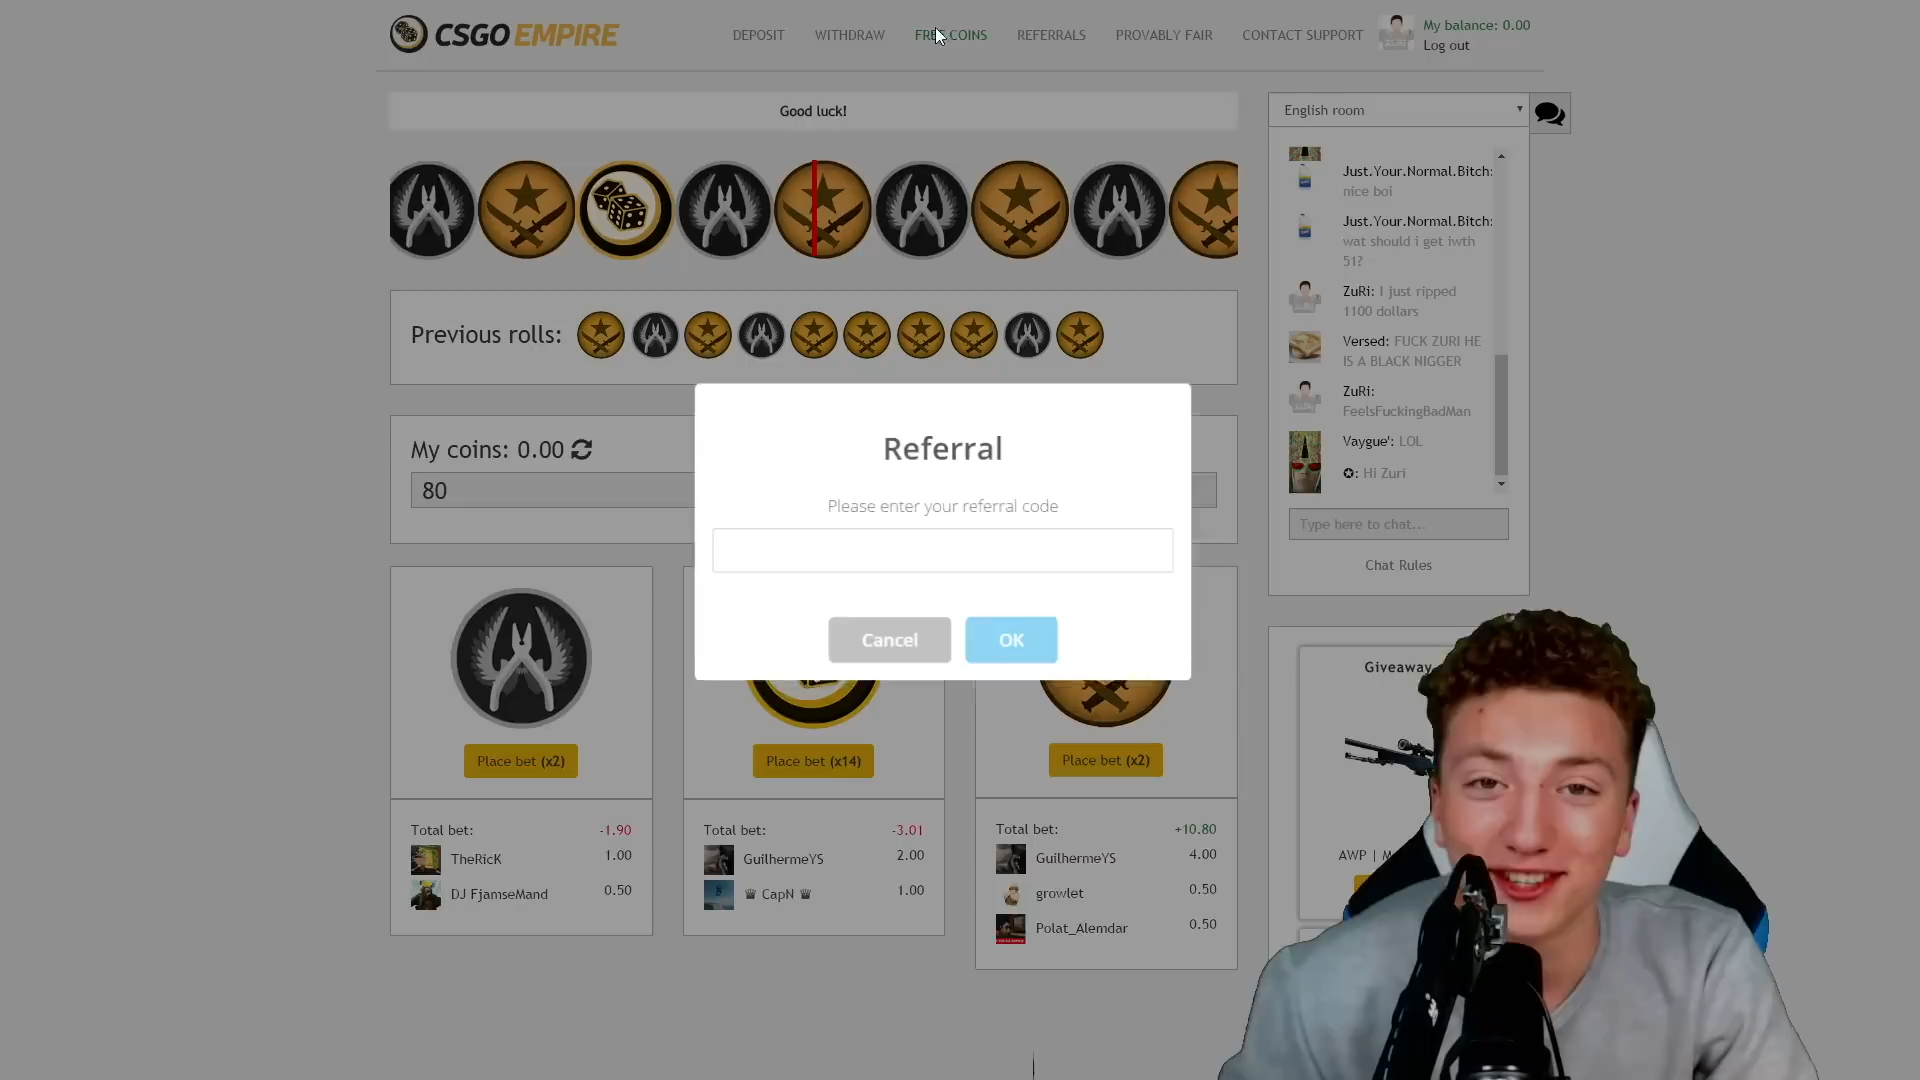 CSGO EMPIRE
DEPOSIT WITHDRAW FREE COINS REFERRALS PROVABLY FAIR CONTACT SUPPORT
My balance: 0.00
Log out
Good luck!
Previous rolls:
My coins: 0.00
80
Referral
Please enter your referral code
Cancel OK
Place bet (x2)
Total bet: -1.90
TheRicK 1.00
DJ FjamseMand 0.50
Place bet (x14)
Total bet: -3.01
GuilhermeYS 2.00
♛ CapN ♛ 1.00
Place bet (x2)
Total bet: +10.80
GuilhermeYS 4.00
growlet 0.50
Polat_Alemdar 0.50
English room
Just.Your.Normal.Bitch:
nice boi
Just.Your.Normal.Bitch:
wat should i get iwth
51?
ZuRi: I just ripped
1100 dollars
Versed: FUCK ZURI HE
IS A BLACK NIGGER
ZuRi:
FeelsFuckingBadMan
Vaygue': LOL
✪: Hi Zuri
Type here to chat...
Chat Rules
Giveaway
AWP |